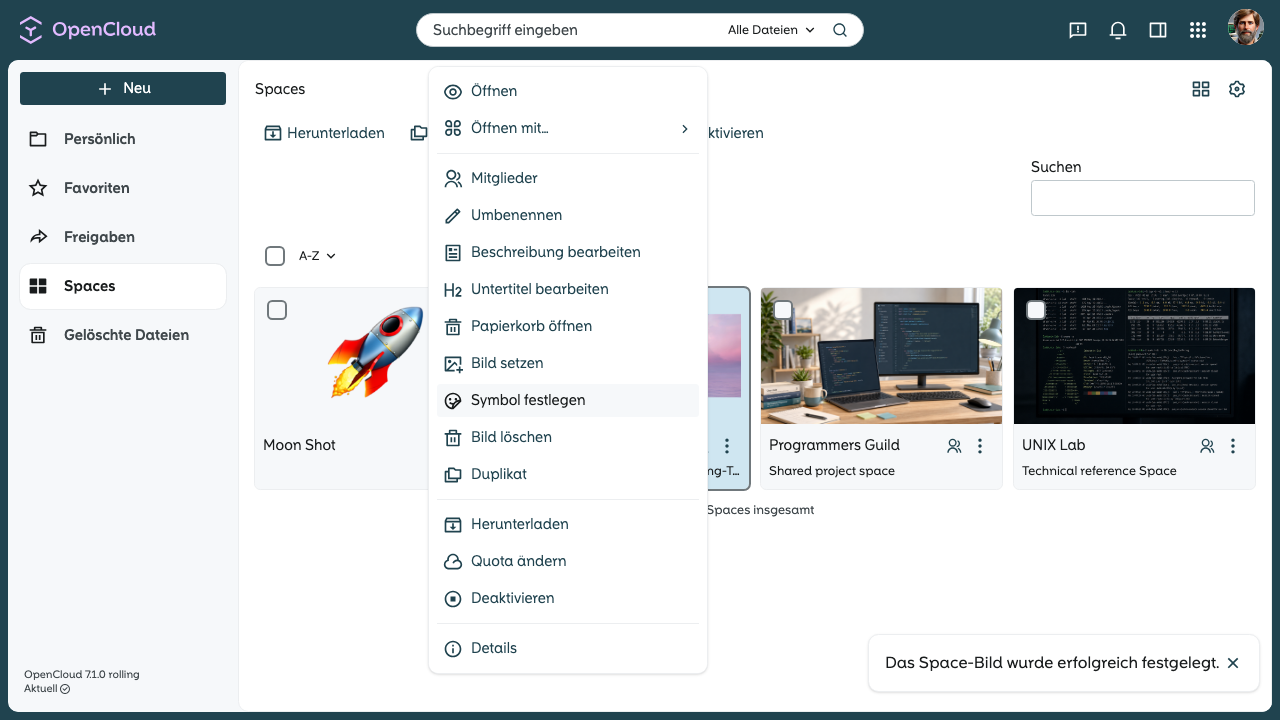 OpenCloud
Suchbegriff eingeben
Alle Dateien
Neu
Persönlich
Favoriten
Freigaben
Spaces
Gelöschte Dateien
OpenCloud 7.1.0 rolling
Aktuell
Spaces
Herunterladen
ktivieren
Suchen
A-Z
Öffnen
Öffnen mit...
Mitglieder
Umbenennen
Beschreibung bearbeiten
Untertitel bearbeiten
Papierkorb öffnen
Bild setzen
Symbol festlegen
Bild löschen
Duplikat
Herunterladen
Quota ändern
Deaktivieren
Details
Moon Shot
ng-T...
Programmers Guild
Shared project space
UNIX Lab
Technical reference Space
Spaces insgesamt
Das Space-Bild wurde erfolgreich festgelegt.